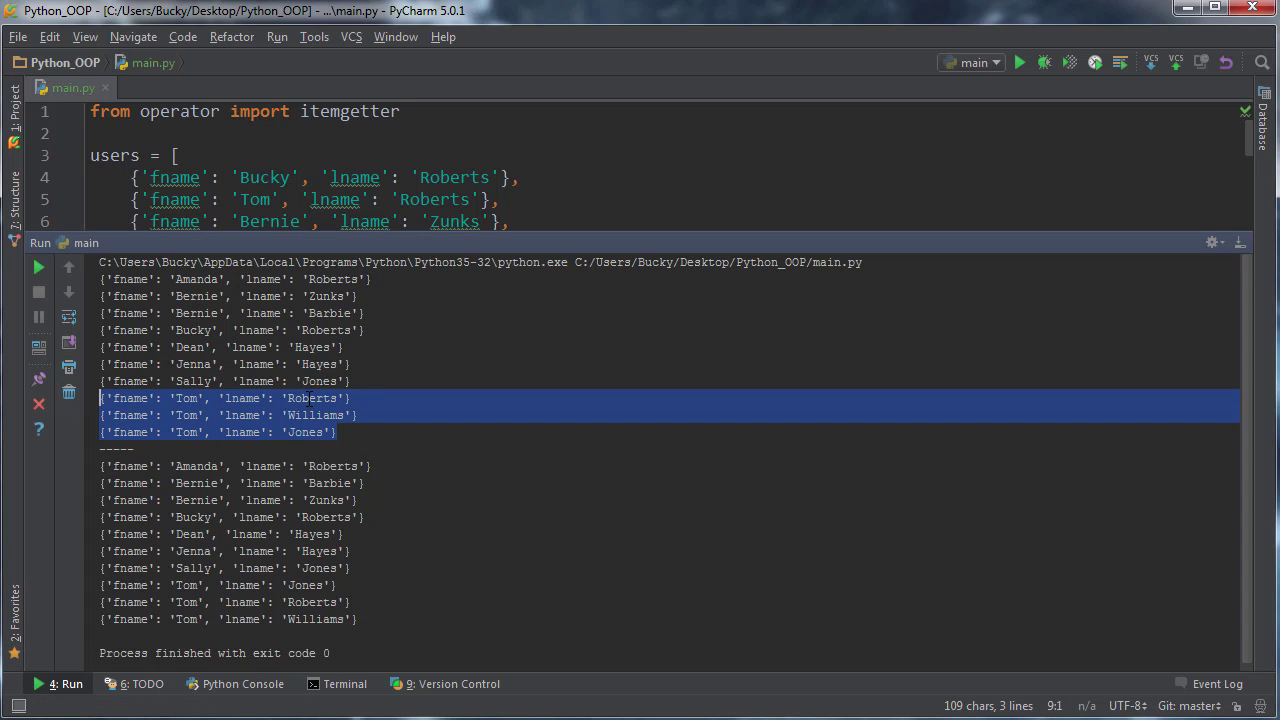 Python_OOP - [C:/Users/Bucky/Desktop/Python_OOP] - ...\main.py - PyCharm 5.0.1
File Edit View Navigate Code Refactor Run Tools VCS Window Help
Python_OOP main.py main VCS VCS
main.py
1: Project
7: Structure
2: Favorites
Database
1 from operator import itemgetter
2
3 users = [
4 {'fname': 'Bucky', 'lname': 'Roberts'},
5 {'fname': 'Tom', 'lname': 'Roberts'},
6 {'fname': 'Bernie', 'lname': 'Zunks'},
Run main
C:\Users\Bucky\AppData\Local\Programs\Python\Python35-32\python.exe C:/Users/Bucky/Desktop/Python_OOP/main.py
{'fname': 'Amanda', 'lname': 'Roberts'}
{'fname': 'Bernie', 'lname': 'Zunks'}
{'fname': 'Bernie', 'lname': 'Barbie'}
{'fname': 'Bucky', 'lname': 'Roberts'}
{'fname': 'Dean', 'lname': 'Hayes'}
{'fname': 'Jenna', 'lname': 'Hayes'}
{'fname': 'Sally', 'lname': 'Jones'}
{'fname': 'Tom', 'lname': 'Roberts'}
{'fname': 'Tom', 'lname': 'Williams'}
{'fname': 'Tom', 'lname': 'Jones'}
-----
{'fname': 'Amanda', 'lname': 'Roberts'}
{'fname': 'Bernie', 'lname': 'Barbie'}
{'fname': 'Bernie', 'lname': 'Zunks'}
{'fname': 'Bucky', 'lname': 'Roberts'}
{'fname': 'Dean', 'lname': 'Hayes'}
{'fname': 'Jenna', 'lname': 'Hayes'}
{'fname': 'Sally', 'lname': 'Jones'}
{'fname': 'Tom', 'lname': 'Jones'}
{'fname': 'Tom', 'lname': 'Roberts'}
{'fname': 'Tom', 'lname': 'Williams'}
Process finished with exit code 0
4: Run 6: TODO Python Console Terminal 9: Version Control Event Log
109 chars, 3 lines 9:1 n/a UTF-8 Git: master